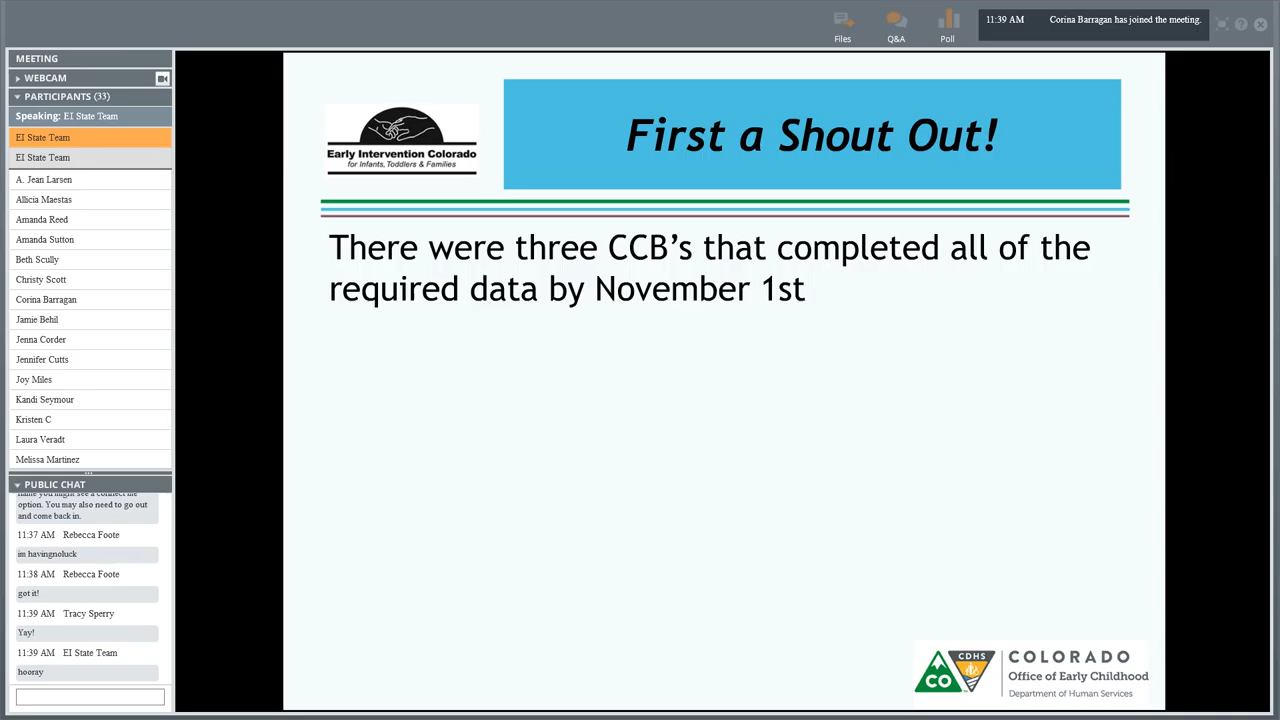 Files
Q&A
Poll
11:39 AM Corina Barragan has joined the meeting.
MEETING
WEBCAM
PARTICIPANTS (33)
Speaking: EI State Team
EI State Team
EI State Team
A. Jean Larsen
Allicia Maestas
Amanda Reed
Amanda Sutton
Beth Scully
Christy Scott
Corina Barragan
Jamie Behil
Jenna Corder
Jennifer Cutts
Joy Miles
Kandi Seymour
Kristen C
Laura Veradt
Melissa Martinez
PUBLIC CHAT
name you might see a connect me
option. You may also need to go out
and come back in.
11:37 AM Rebecca Foote
im havingnoluck
11:38 AM Rebecca Foote
got it!
11:39 AM Tracy Sperry
Yay!
11:39 AM EI State Team
hooray
Early Intervention Colorado
for Infants, Toddlers & Families
First a Shout Out!
There were three CCB's that completed all of the
required data by November 1st
CO
CDHS
COLORADO
Office of Early Childhood
Department of Human Services